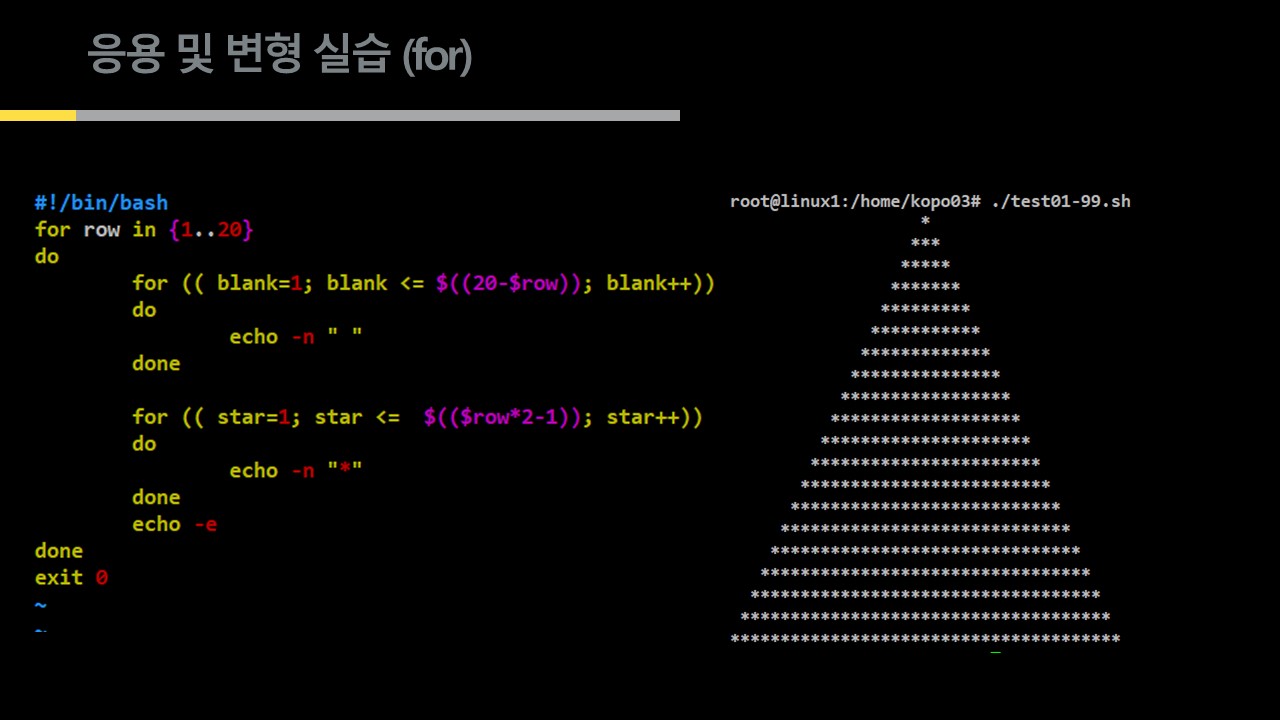 응용 및 변형 실습 (for)
#!/bin/bash
for row in {1..20}
do
        for (( blank=1; blank <= $((20-$row)); blank++))
        do
                echo -n " "
        done

        for (( star=1; star <=  $(($row*2-1)); star++))
        do
                echo -n "*"
        done
        echo -e
done
exit 0
~
~
root@linux1:/home/kopo03# ./test01-99.sh
                   *
                  ***
                 *****
                *******
               *********
              ***********
             *************
            ***************
           *****************
          *******************
         *********************
        ***********************
       *************************
      ***************************
     *****************************
    *******************************
   *********************************
  ***********************************
 *************************************
***************************************